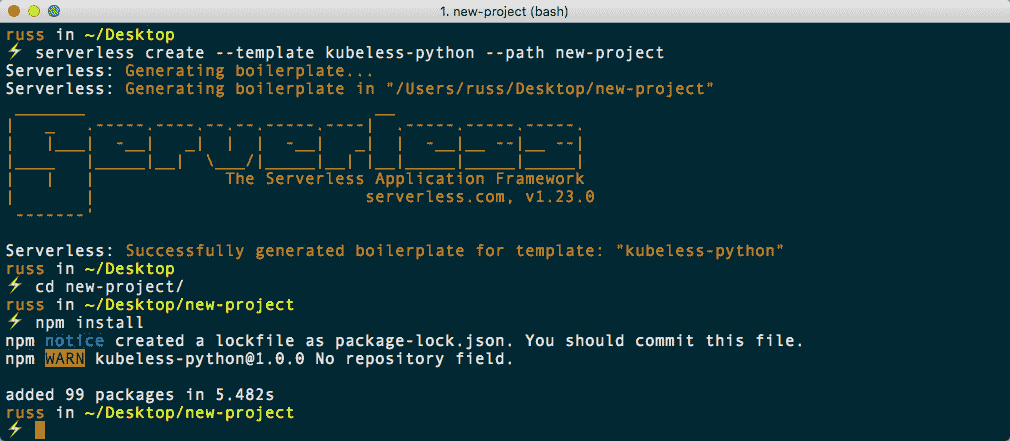 1. new-project (bash)
russ in ~/Desktop
⚡ serverless create --template kubeless-python --path new-project
Serverless: Generating boilerplate...
Serverless: Generating boilerplate in "/Users/russ/Desktop/new-project"
Serverless
The Serverless Application Framework
serverless.com, v1.23.0
Serverless: Successfully generated boilerplate for template: "kubeless-python"
russ in ~/Desktop
⚡ cd new-project/
russ in ~/Desktop/new-project
⚡ npm install
npm notice created a lockfile as package-lock.json. You should commit this file.
npm WARN kubeless-python@1.0.0 No repository field.
added 99 packages in 5.482s
russ in ~/Desktop/new-project
⚡